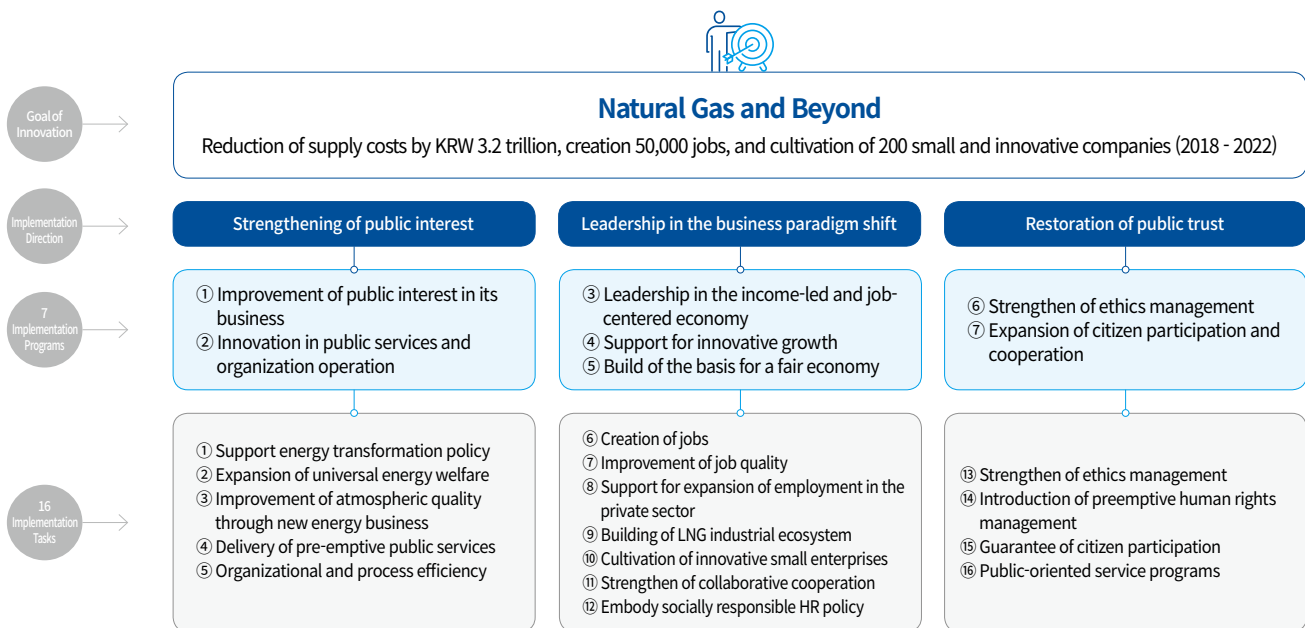 Goal of
Innovation
Natural Gas and Beyond
Reduction of supply costs by KRW 3.2 trillion, creation 50,000 jobs, and cultivation of 200 small and innovative companies (2018 - 2022)
Implementation
Direction
Strengthening of public interest
Leadership in the business paradigm shift
Restoration of public trust
7
Implementation
Programs
① Improvement of public interest in its
business
② Innovation in public services and
organization operation
③ Leadership in the income-led and job-
centered economy
④ Support for innovative growth
⑤ Build of the basis for a fair economy
⑥ Strengthen of ethics management
⑦ Expansion of citizen participation and
cooperation
16
Implementation
Tasks
① Support energy transformation policy
② Expansion of universal energy welfare
③ Improvement of atmospheric quality
through new energy business
④ Delivery of pre-emptive public services
⑤ Organizational and process efficiency
⑥ Creation of jobs
⑦ Improvement of job quality
⑧ Support for expansion of employment in the
private sector
⑨ Building of LNG industrial ecosystem
⑩ Cultivation of innovative small enterprises
⑪ Strengthen of collaborative cooperation
⑫ Embody socially responsible HR policy
⑬ Strengthen of ethics management
⑭ Introduction of preemptive human rights
management
⑮ Guarantee of citizen participation
⑯ Public-oriented service programs